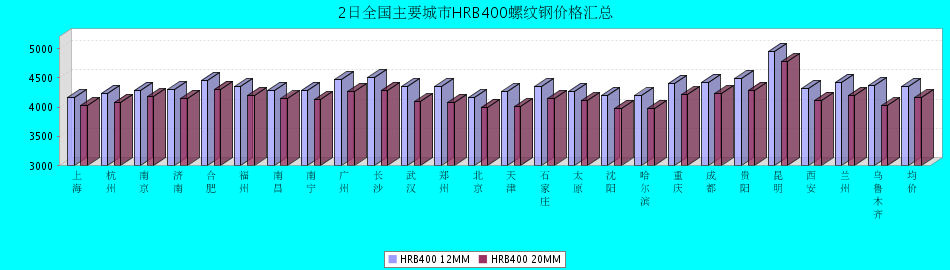 2日全国主要城市HRB400螺纹钢价格汇总
5000
4500
4000
3500
3000
上海
杭州
南京
济南
合肥
福州
南昌
南宁
广州
长沙
武汉
郑州
北京
天津
石家庄
太原
沈阳
哈尔滨
重庆
成都
贵阳
昆明
西安
兰州
乌鲁木齐
均价
HRB400 12MM
HRB400 20MM